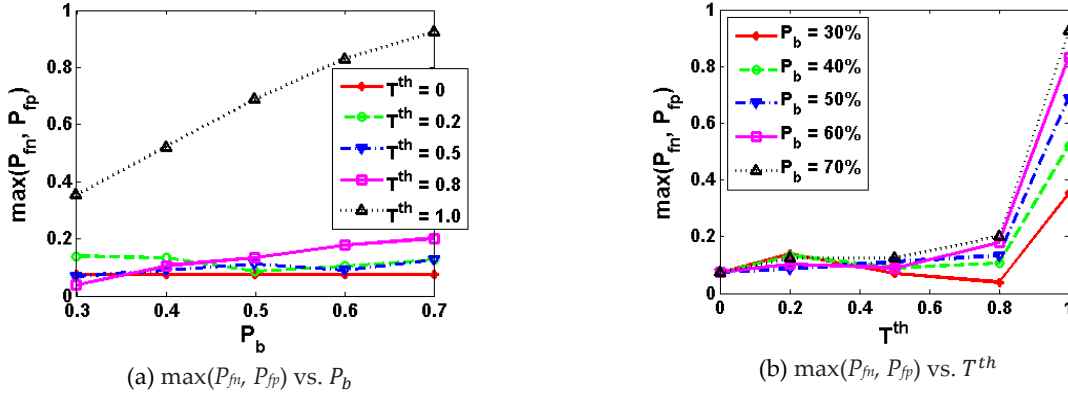 1
0.8
0.6
0.4
0.2
0
max(P_fn, P_fp)
T^th = 0
T^th = 0.2
T^th = 0.5
T^th = 0.8
T^th = 1.0
0.3 0.4 0.5 0.6 0.7
P_b
(a) max(P_fn, P_fp) vs. P_b
1
0.8
0.6
0.4
0.2
0
max(P_fn, P_fp)
P_b = 30%
P_b = 40%
P_b = 50%
P_b = 60%
P_b = 70%
0 0.2 0.4 0.6 0.8 1
T^th
(b) max(P_fn, P_fp) vs. T^th